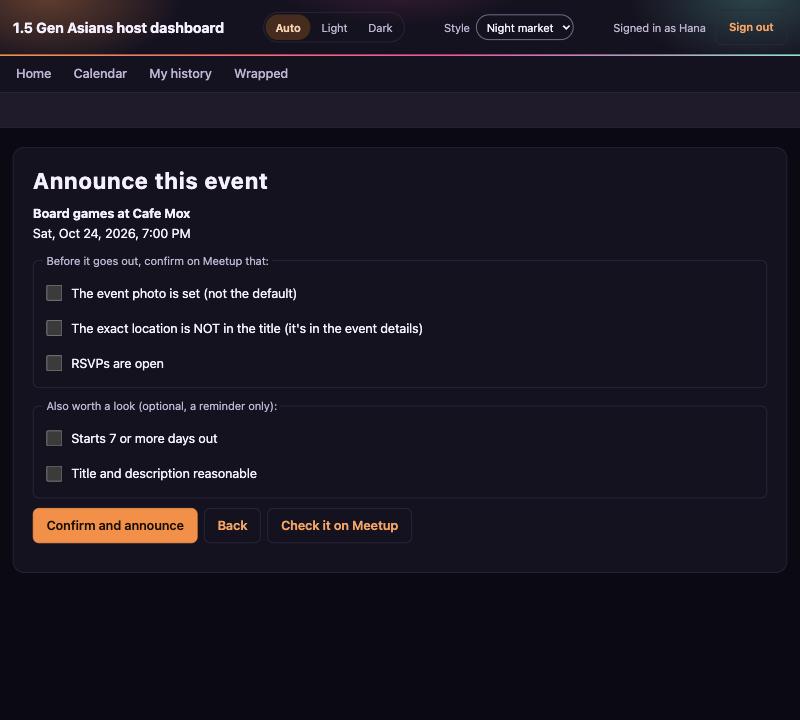 1.5 Gen Asians host dashboard
Auto Light Dark
Style Night market
Signed in as Hana Sign out
Home Calendar My history Wrapped
Announce this event
Board games at Cafe Mox
Sat, Oct 24, 2026, 7:00 PM
Before it goes out, confirm on Meetup that:
The event photo is set (not the default)
The exact location is NOT in the title (it's in the event details)
RSVPs are open
Also worth a look (optional, a reminder only):
Starts 7 or more days out
Title and description reasonable
Confirm and announce Back Check it on Meetup